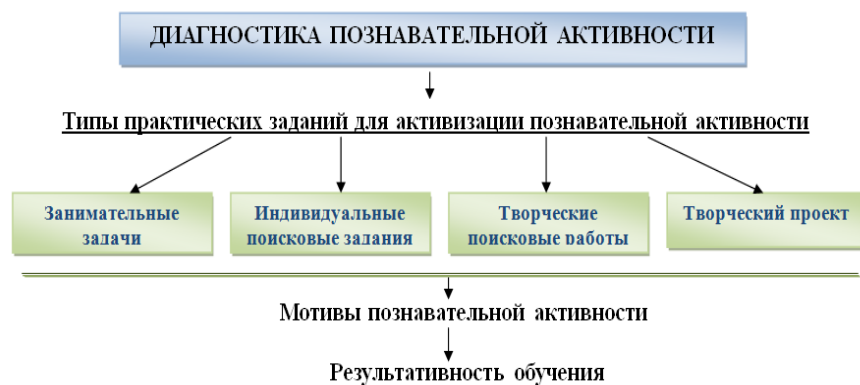 ДИАГНОСТИКА ПОЗНАВАТЕЛЬНОЙ АКТИВНОСТИ
Типы практических заданий для активизации познавательной активности
Занимательные
задачи
Индивидуальные
поисковые задания
Творческие
поисковые работы
Творческий проект
Мотивы познавательной активности
Результативность обучения